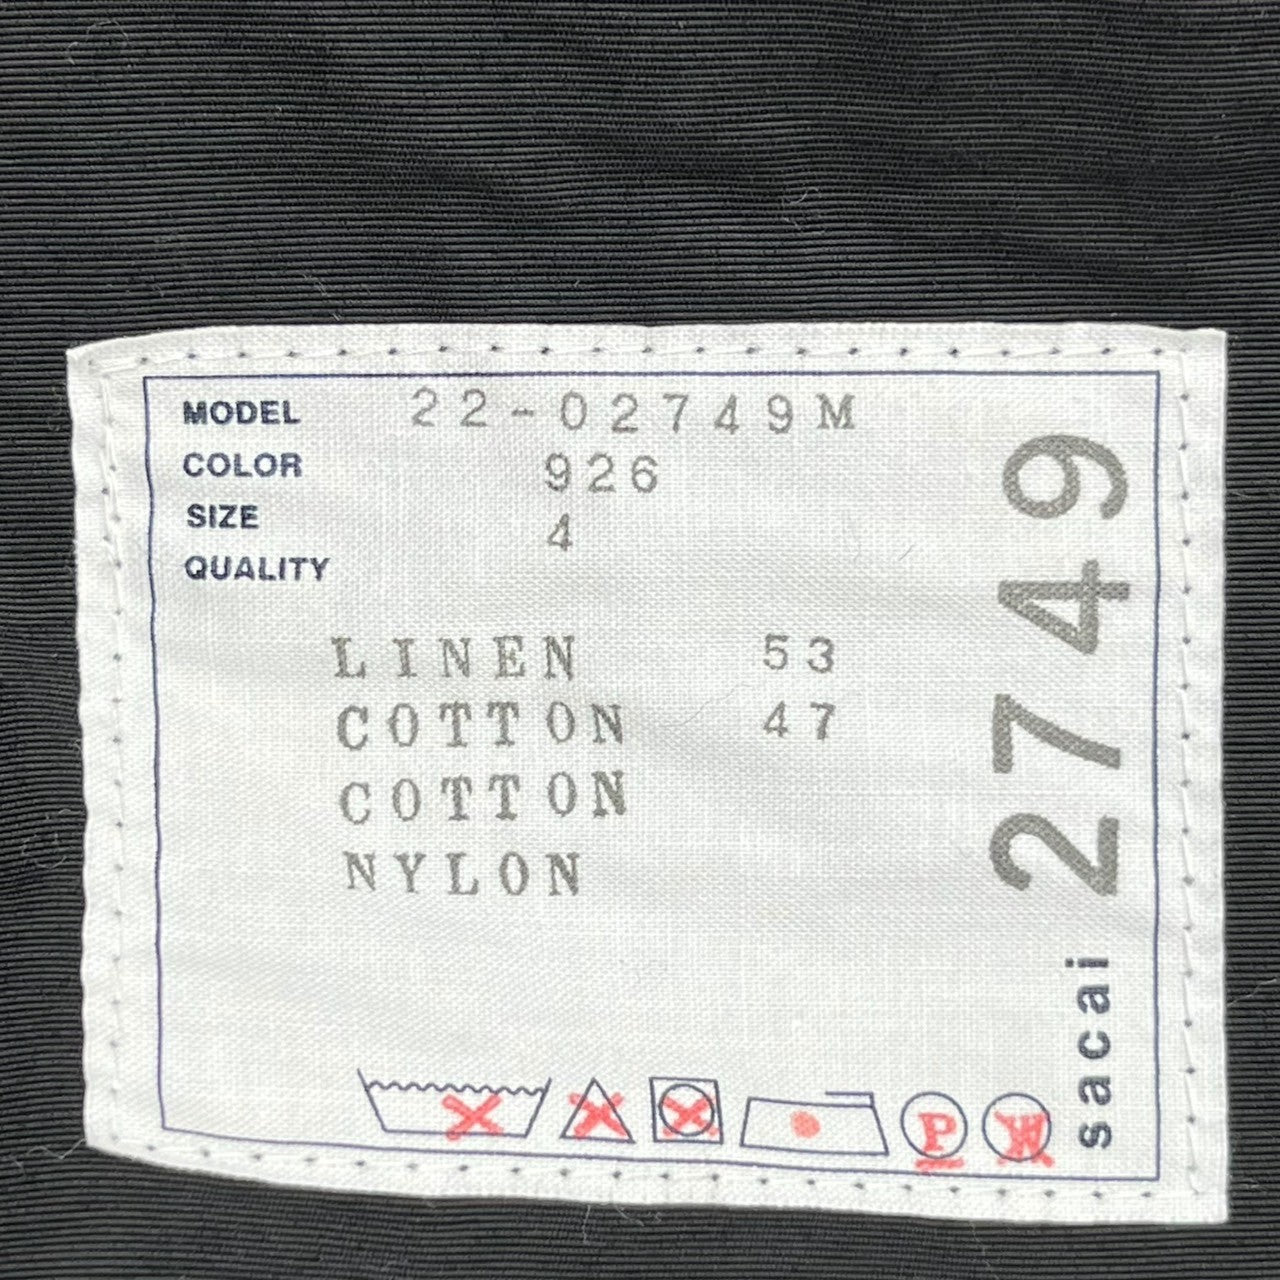 MODEL 22-02749M
COLOR 926
SIZE 4
QUALITY
LINEN 53
COTTON 47
COTTON
NYLON
P W
sacai 2749